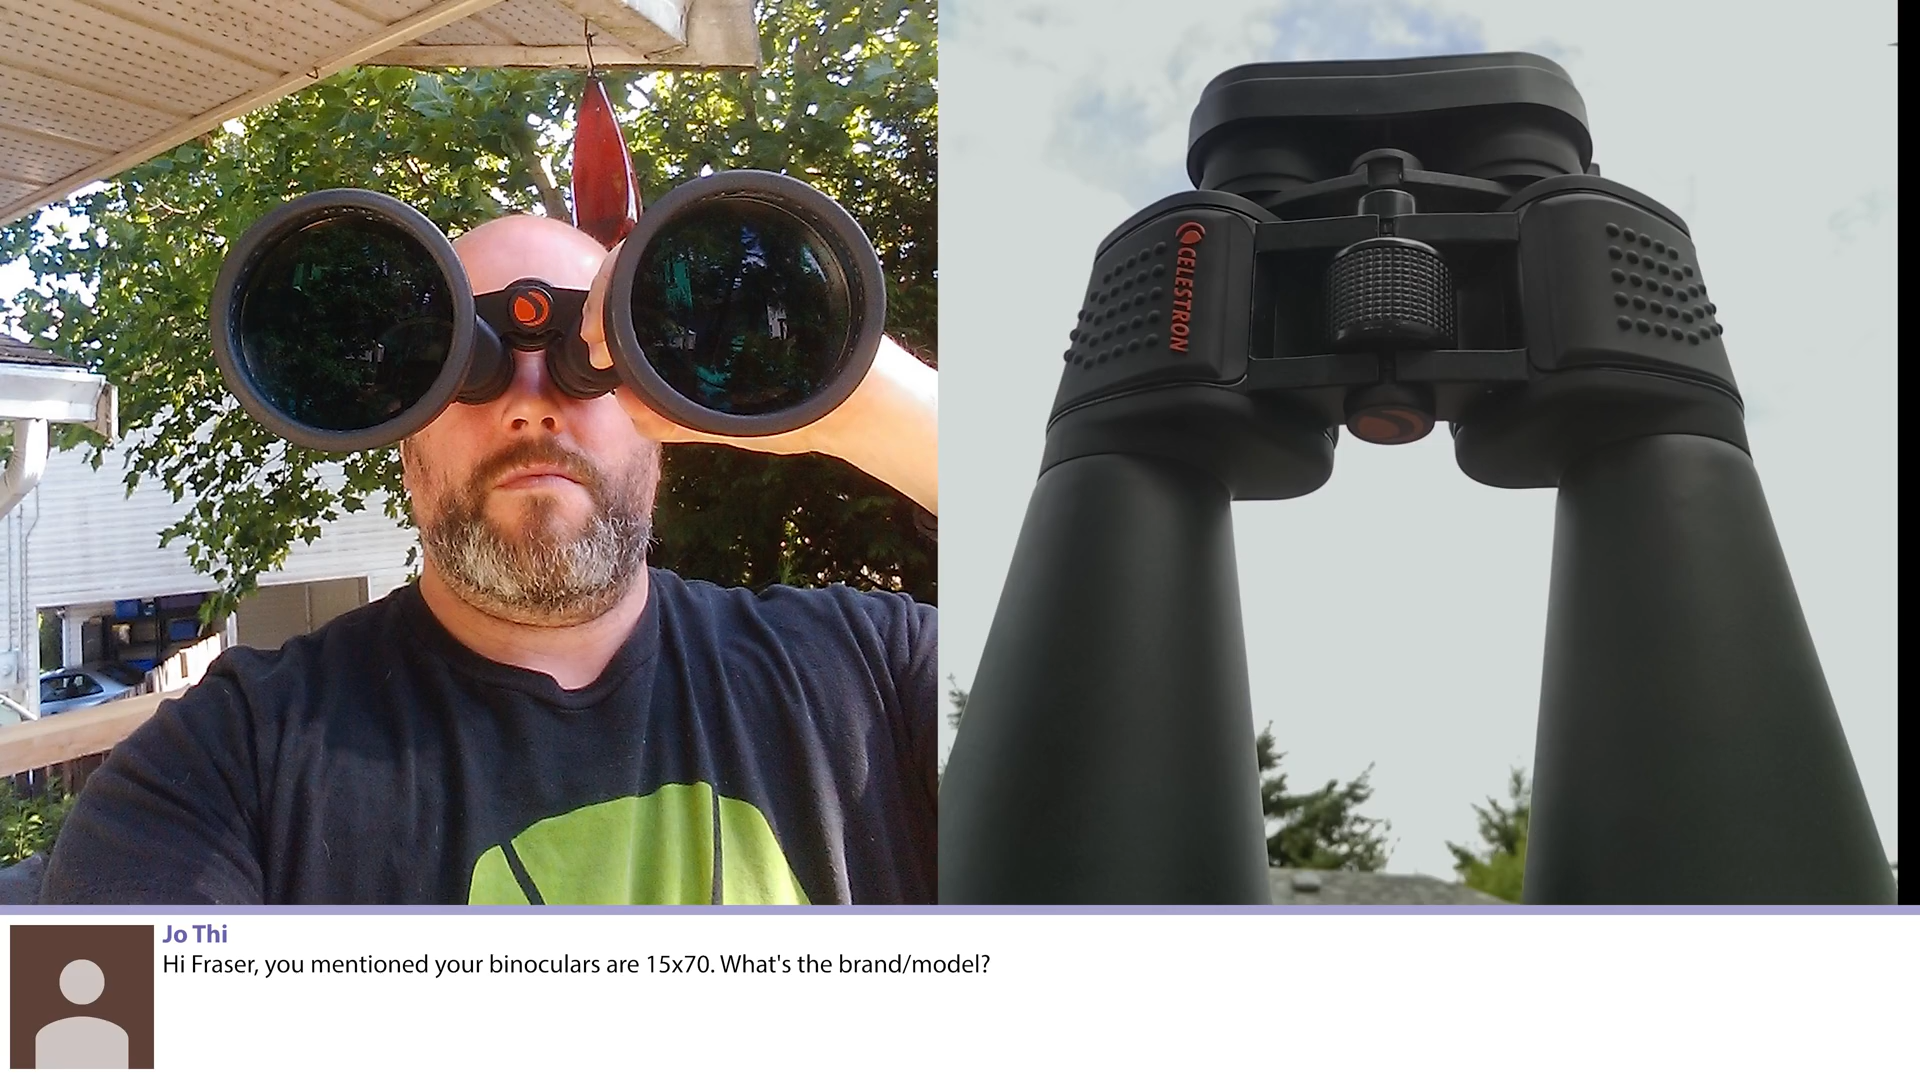 CELESTRON
Jo Thi
Hi Fraser, you mentioned your binoculars are 15x70. What's the brand/model?